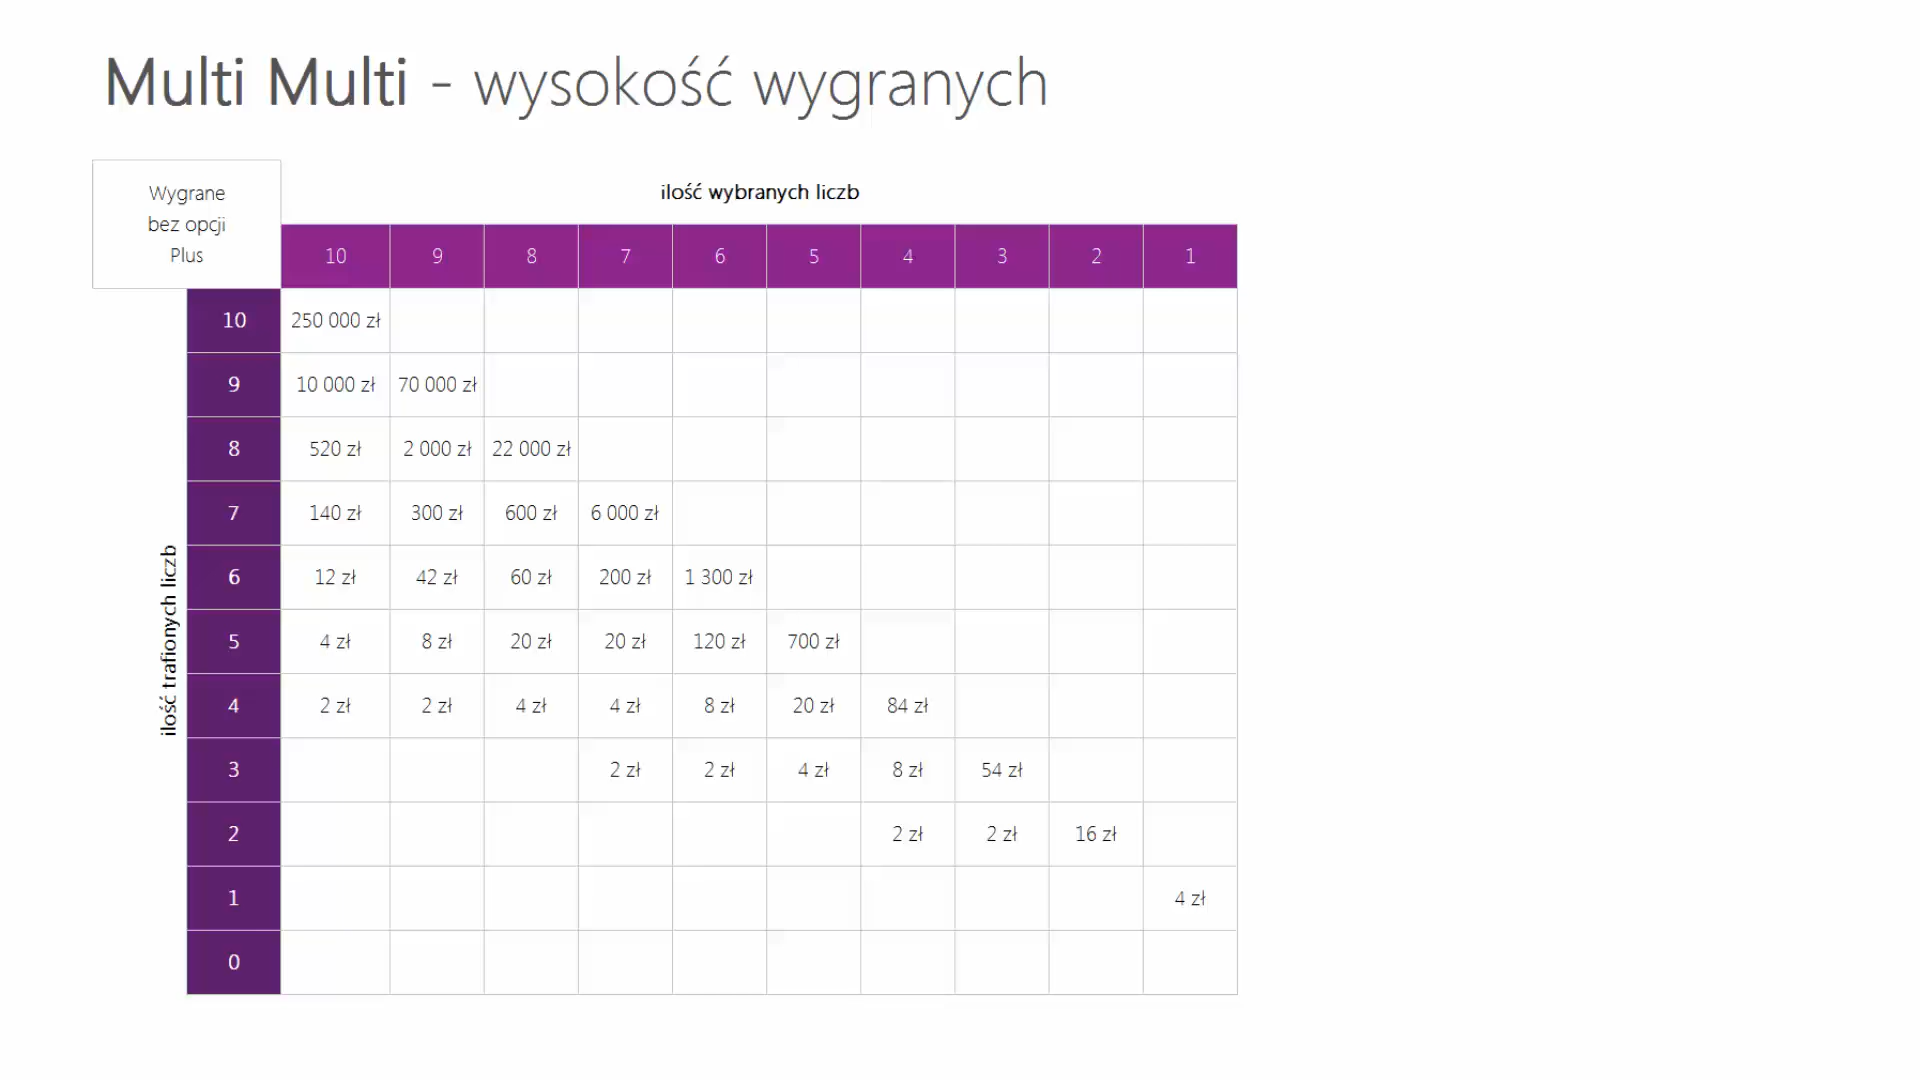 Multi Multi - wysokość wygranych
Wygrane
bez opcji
Plus
ilość wybranych liczb
10 9 8 7 6 5 4 3 2 1
ilość trafionych liczb
10 250 000 zł
9 10 000 zł 70 000 zł
8 520 zł 2 000 zł 22 000 zł
7 140 zł 300 zł 600 zł 6 000 zł
6 12 zł 42 zł 60 zł 200 zł 1 300 zł
5 4 zł 8 zł 20 zł 20 zł 120 zł 700 zł
4 2 zł 2 zł 4 zł 4 zł 8 zł 20 zł 84 zł
3 2 zł 2 zł 4 zł 8 zł 54 zł
2 2 zł 2 zł 16 zł
1 4 zł
0